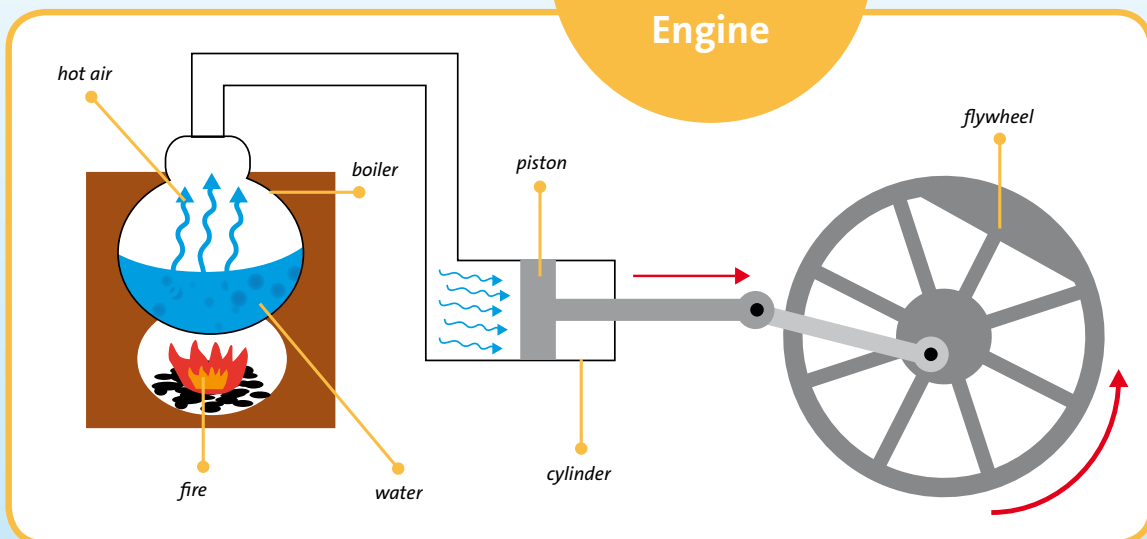 Engine
hot air
flywheel
piston
boiler
cylinder
fire
water